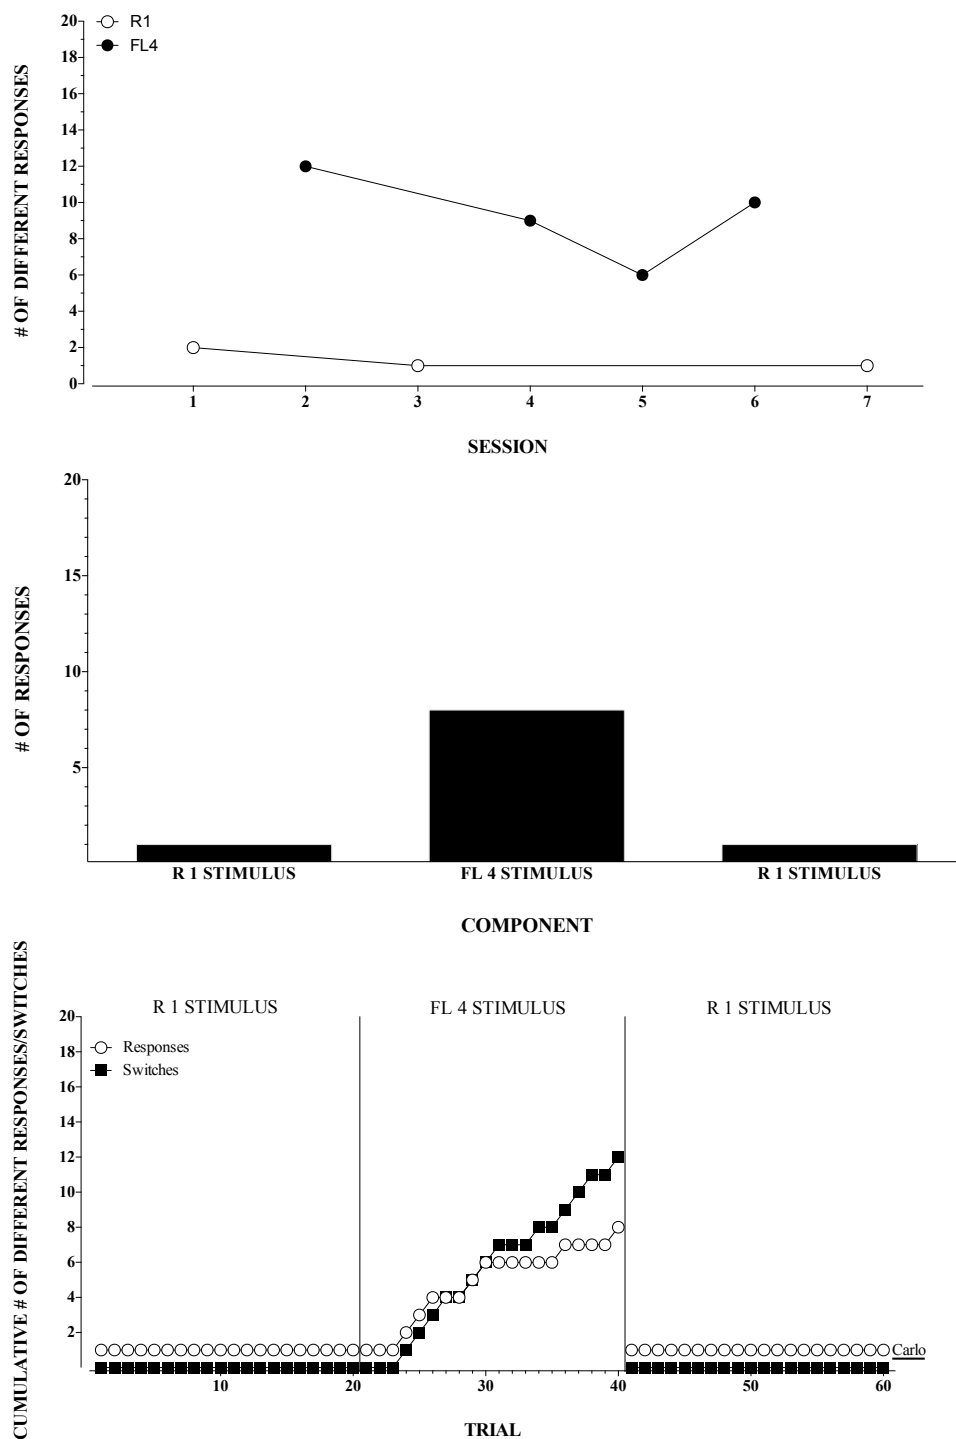 # OF DIFFERENT RESPONSES
20
18
16
14
12
10
8
6
4
2
0
R1
FL4
1 2 3 4 5 6 7
SESSION
# OF RESPONSES
20
15
10
5
R 1 STIMULUS FL 4 STIMULUS R 1 STIMULUS
COMPONENT
CUMULATIVE # OF DIFFERENT RESPONSES/SWITCHES
R 1 STIMULUS FL 4 STIMULUS R 1 STIMULUS
20
18
16
14
12
10
8
6
4
2
Responses
Switches
Carlo
10 20 30 40 50 60
TRIAL